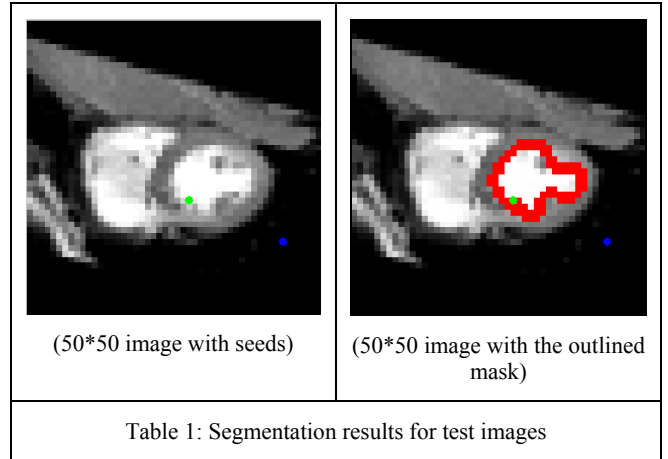 (50*50 image with seeds)
(50*50 image with the outlined
mask)
Table 1: Segmentation results for test images